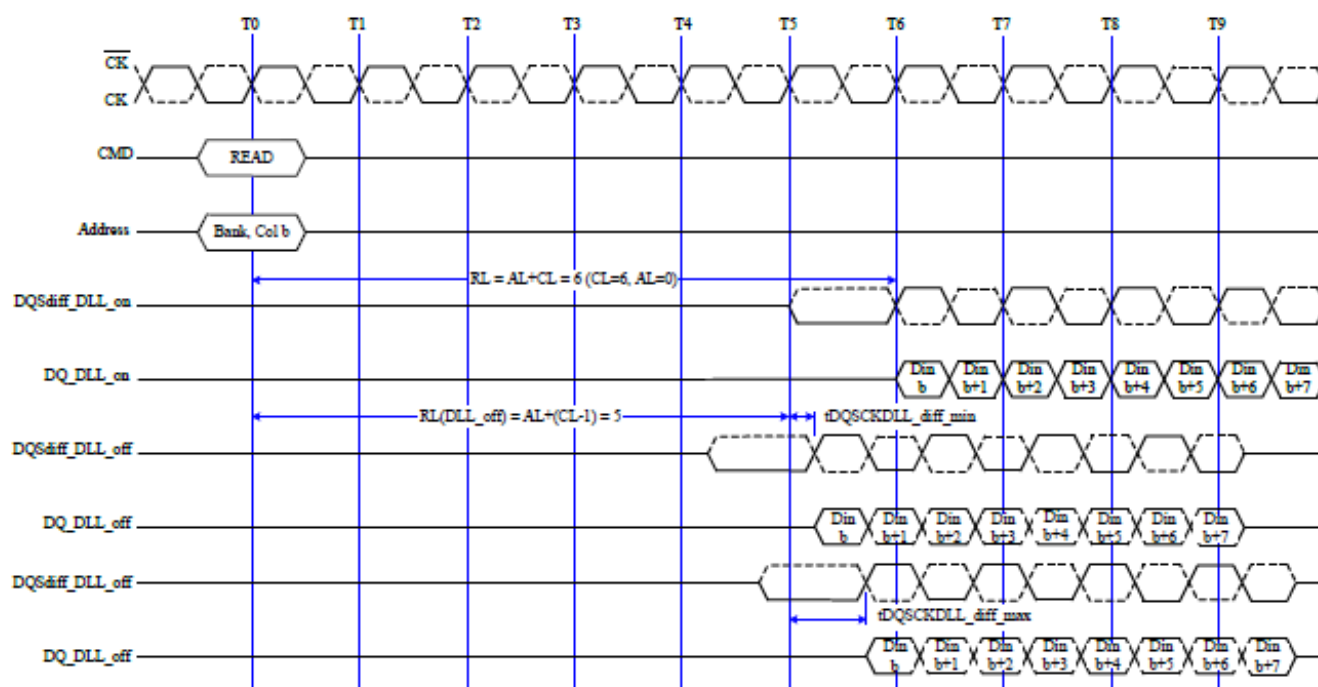 T0 T1 T2 T3 T4 T5 T6 T7 T8 T9
CK
CK
CMD READ
Address Bank, Col b
RL = AL+CL = 6 (CL=6, AL=0)
DQSdiff_DLL_on
DQ_DLL_on Din b Din b+1 Din b+2 Din b+3 Din b+4 Din b+5 Din b+6 Din b+7
RL(DLL_off) = AL+(CL-1) = 5 tDQSCKDLL_diff_min
DQSdiff_DLL_off
DQ_DLL_off Din b Din b+1 Din b+2 Din b+3 Din b+4 Din b+5 Din b+6 Din b+7
DQSdiff_DLL_off
tDQSCKDLL_diff_max
DQ_DLL_off Din b Din b+1 Din b+2 Din b+3 Din b+4 Din b+5 Din b+6 Din b+7